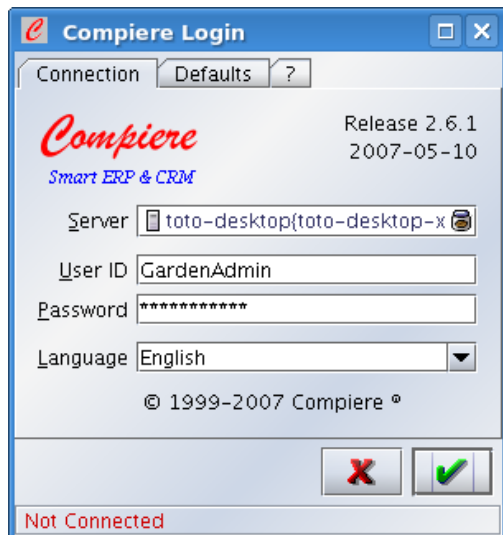 Compiere Login
Connection Defaults ?
Compiere Release 2.6.1
2007-05-10
Smart ERP & CRM
Server toto-desktop{toto-desktop-x
User ID GardenAdmin
Password ***********
Language English
© 1999-2007 Compiere ®
Not Connected